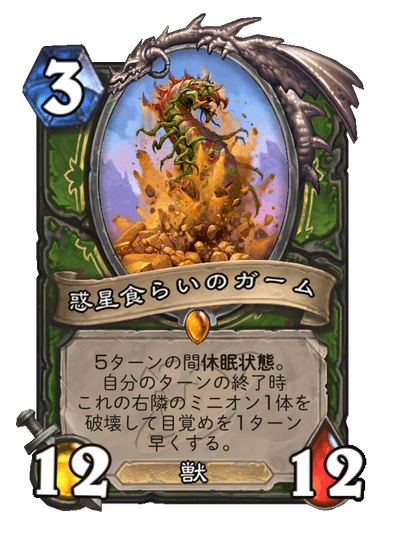 3
惑星食らいのガーム
5ターンの間休眠状態。
自分のターンの終了時
これの右隣のミニオン1体を
破壊して目覚めを1ターン
早くする。
12
獣
12